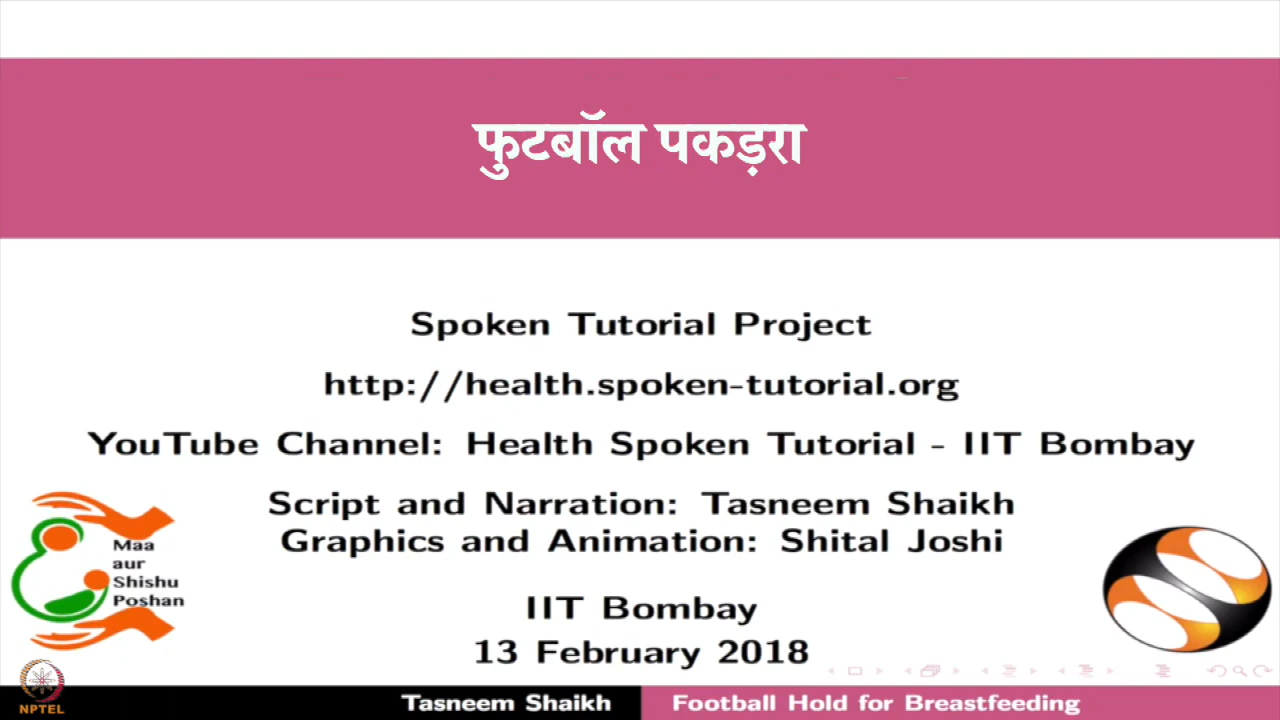 फुटबॉल पकड़रा
Spoken Tutorial Project
http://health.spoken-tutorial.org
YouTube Channel: Health Spoken Tutorial - IIT Bombay
Script and Narration: Tasneem Shaikh
Graphics and Animation: Shital Joshi
Maa
aur
Shishu
Poshan
IIT Bombay
13 February 2018
NPTEL
Tasneem Shaikh
Football Hold for Breastfeeding